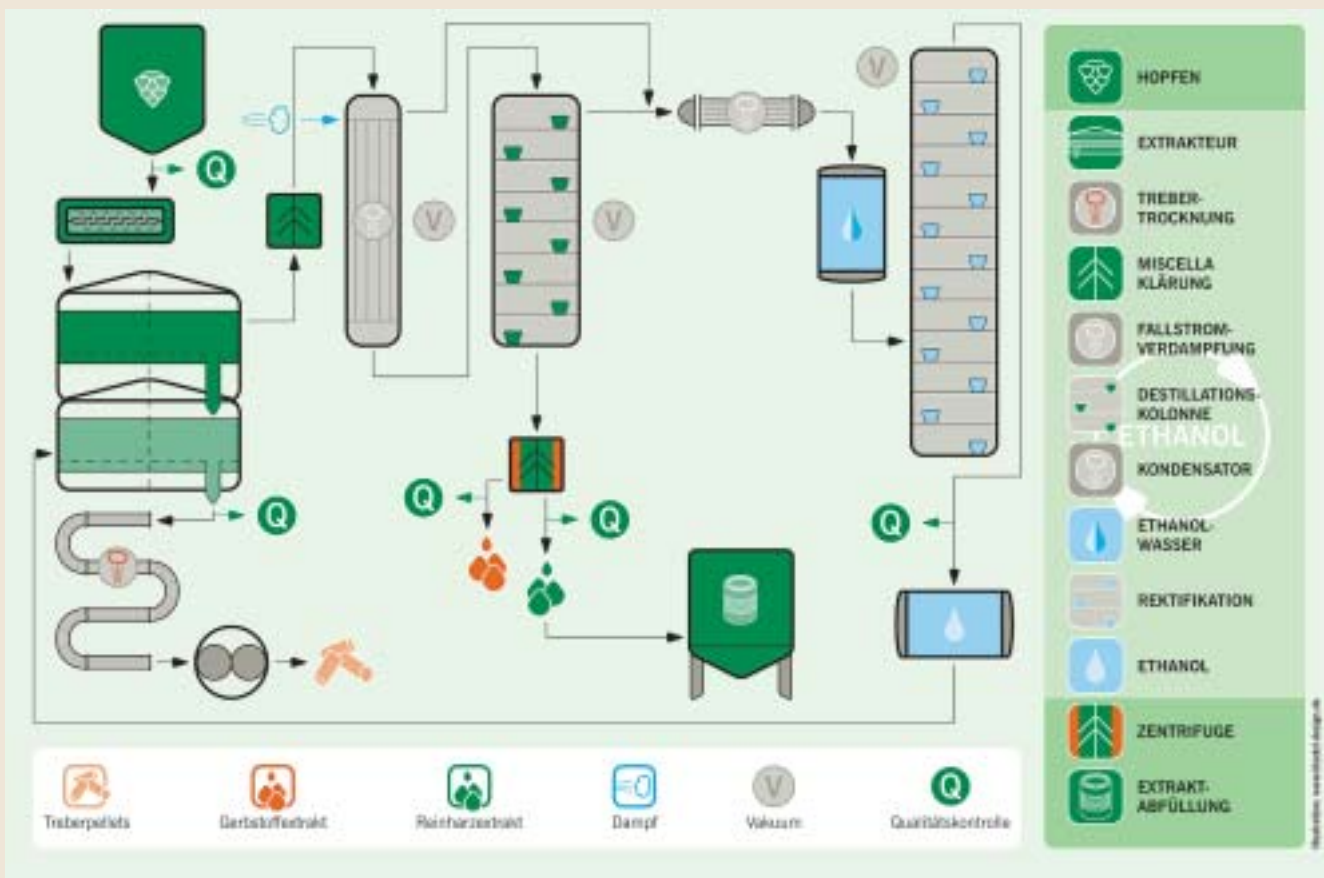 Q
V
V
V
Q
Q
Q
Q
HOPFEN
EXTRAKTEUR
TREBER-
TROCKNUNG
MISCELLA
KLÄRUNG
FALLSTROM-
VERDAMPFUNG
DESTILLATIONS-
KOLONNE
ETHANOL
KONDENSATOR
ETHANOL-
WASSER
REKTIFIKATION
ETHANOL
ZENTRIFUGE
EXTRAKT-
ABFÜLLUNG
Treberpellets
Gerbstoffextrakt
Reinharzextrakt
Dampf
V
Vakuum
Q
Qualitätskontrolle